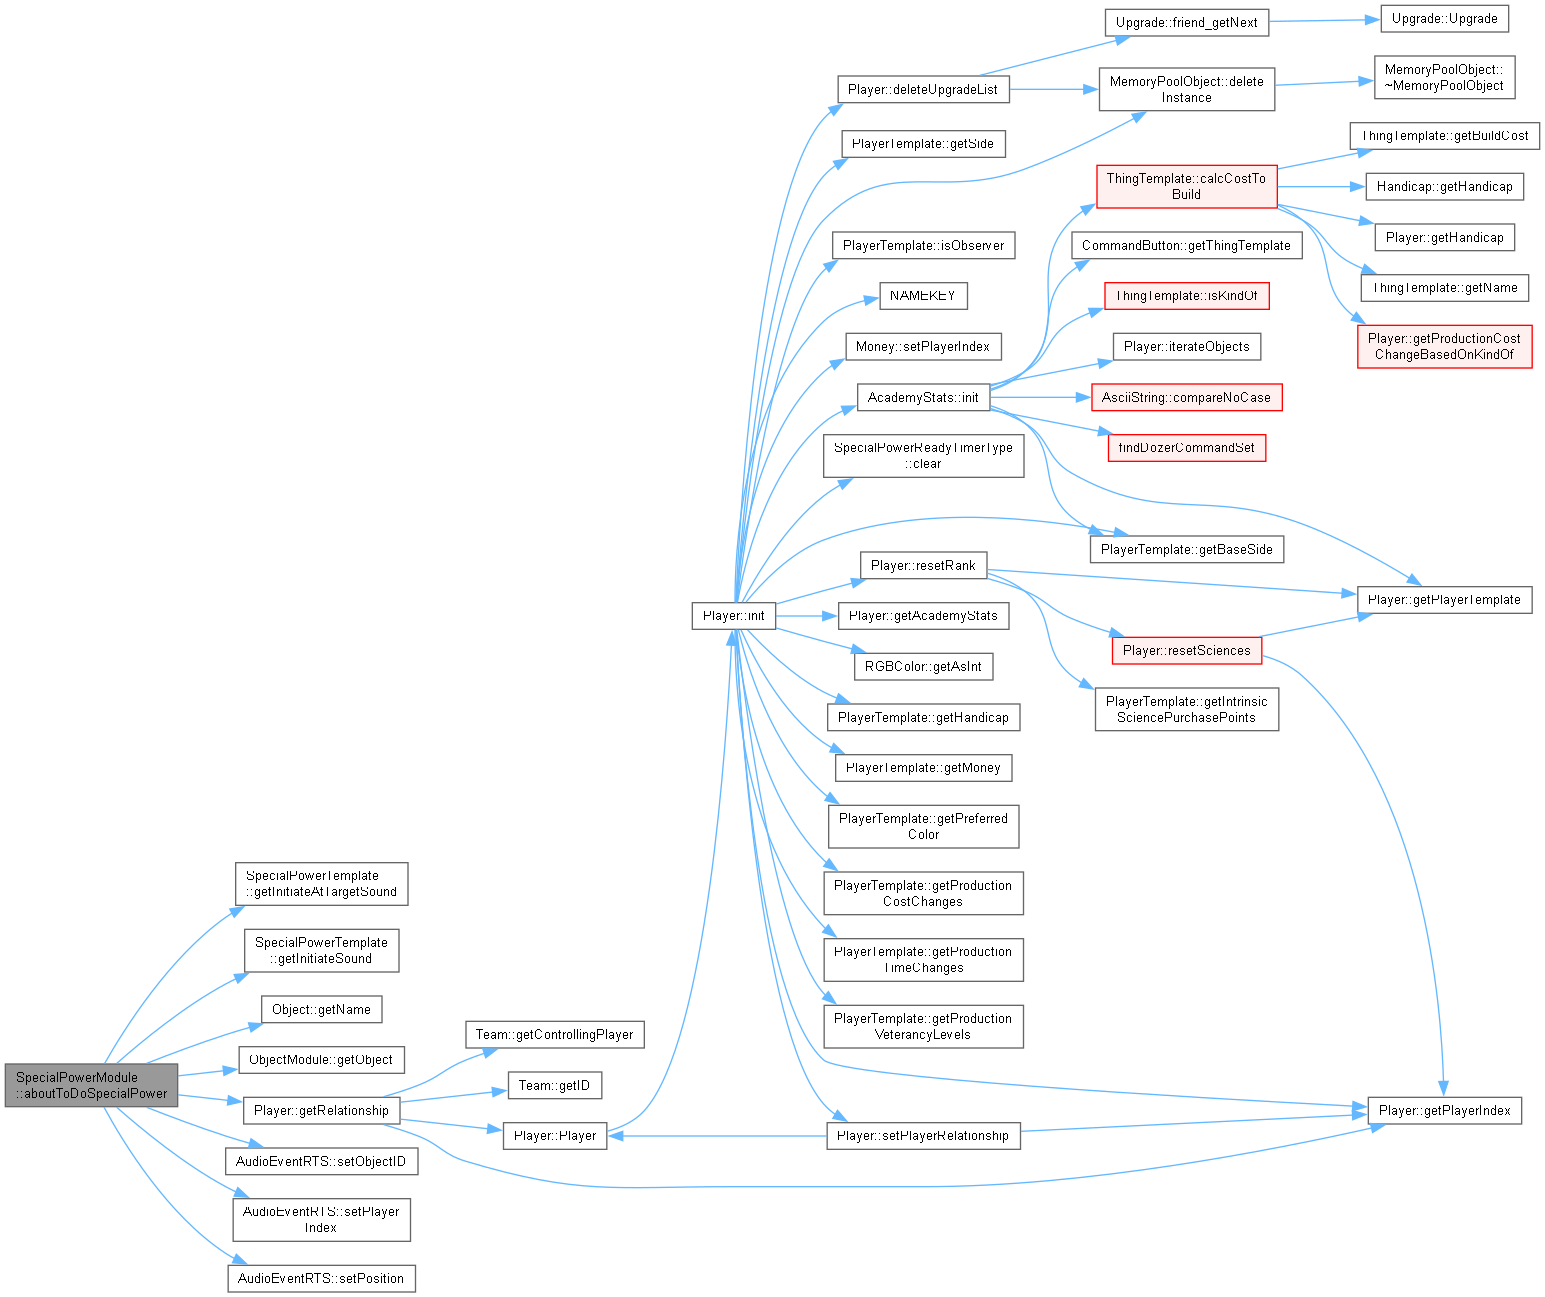 Upgrade::friend_getNext
Upgrade::Upgrade
Player::deleteUpgradeList
MemoryPoolObject::delete
Instance
MemoryPoolObject::
~MemoryPoolObject
PlayerTemplate::getSide
ThingTemplate::getBuildCost
ThingTemplate::calcCostTo
Build
Handicap::getHandicap
Player::getHandicap
PlayerTemplate::isObserver
CommandButton::getThingTemplate
ThingTemplate::getName
NAMEKEY
ThingTemplate::isKindOf
Money::setPlayerIndex
Player::iterateObjects
Player::getProductionCost
ChangeBasedOnKindOf
AcademyStats::init
AsciiString::compareNoCase
SpecialPowerReadyTimerType
::clear
findDozerCommandSet
PlayerTemplate::getBaseSide
Player::resetRank
Player::getPlayerTemplate
Player::init
Player::getAcademyStats
Player::resetSciences
RGBColor::getAsInt
PlayerTemplate::getIntrinsic
SciencePurchasePoints
PlayerTemplate::getHandicap
PlayerTemplate::getMoney
PlayerTemplate::getPreferred
Color
PlayerTemplate::getProduction
CostChanges
SpecialPowerTemplate
::getInitiateAtTargetSound
PlayerTemplate::getProduction
TimeChanges
SpecialPowerTemplate
::getInitiateSound
PlayerTemplate::getProduction
VeterancyLevels
Object::getName
Team::getControllingPlayer
ObjectModule::getObject
SpecialPowerModule
::aboutToDoSpecialPower
Team::getID
Player::getRelationship
Player::getPlayerIndex
Player::Player
Player::setPlayerRelationship
AudioEventRTS::setObjectID
AudioEventRTS::setPlayer
Index
AudioEventRTS::setPosition